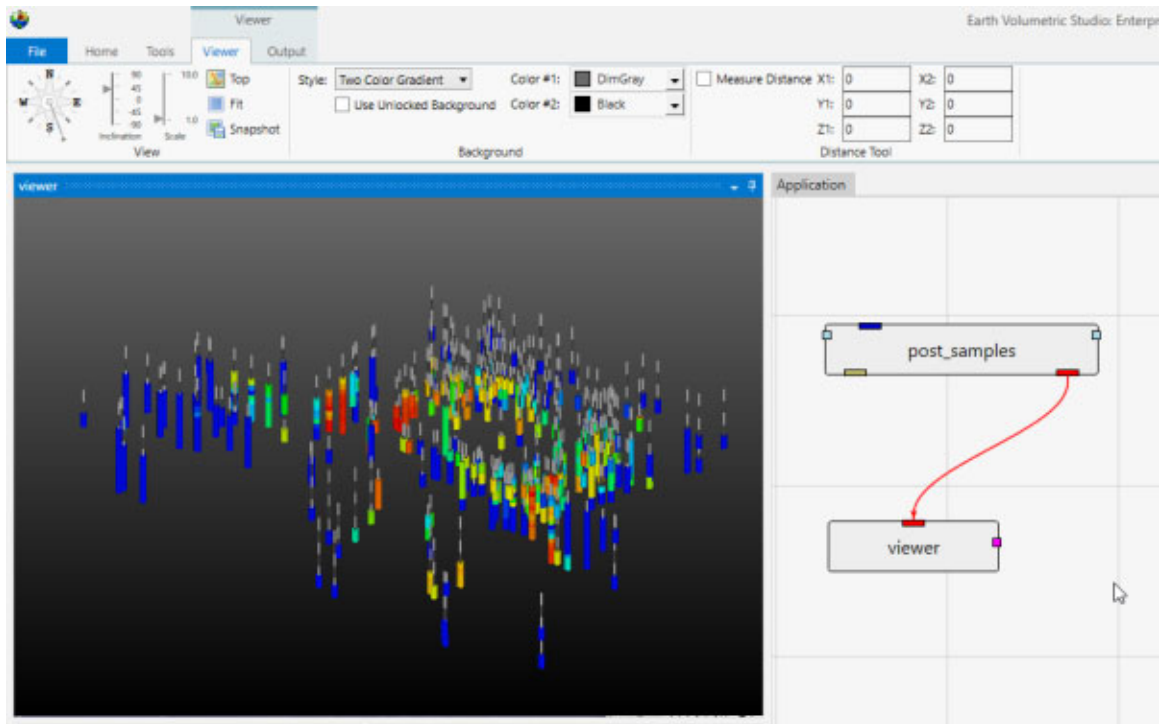 Viewer
Earth Volumetric Studio: Enterpr
File Home Tools Viewer Output
N
W E
S
90
45
0
-45
-90
Inclination
10.0
1.0
Scale
Top
Fit
Snapshot
View
Style: Two Color Gradient
Use Unlocked Background
Color #1: DimGray
Color #2: Black
Background
Measure Distance X1: 0 X2: 0
Y1: 0 Y2: 0
Z1: 0 Z2: 0
Distance Tool
viewer
Application
post_samples
viewer